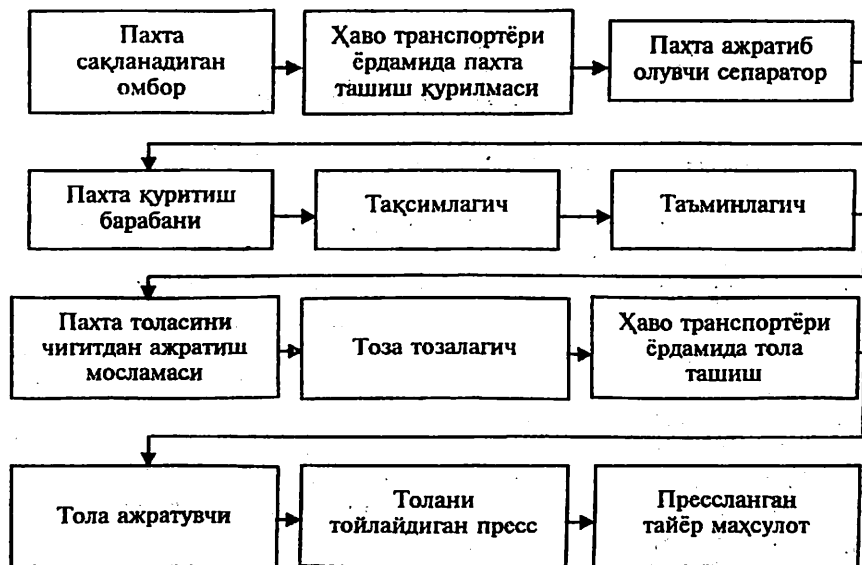 Пахта
сақланадиган
омбор
Ҳаво транспортёри
ёрдамида пахта
ташиш қурилмаси
Пахта ажратиб
олувчи сепаратор
Пахта қуритиш
барабани
Тақсимлагич
Таъминлагич
Пахта толасини
чигитдан ажратиш
мосламаси
Тоза тозалагич
Ҳаво транспортёри
ёрдамида тола
ташиш
Тола ажратувчи
Толани
тойлайдиган пресс
Прессланган
тайёр маҳсулот